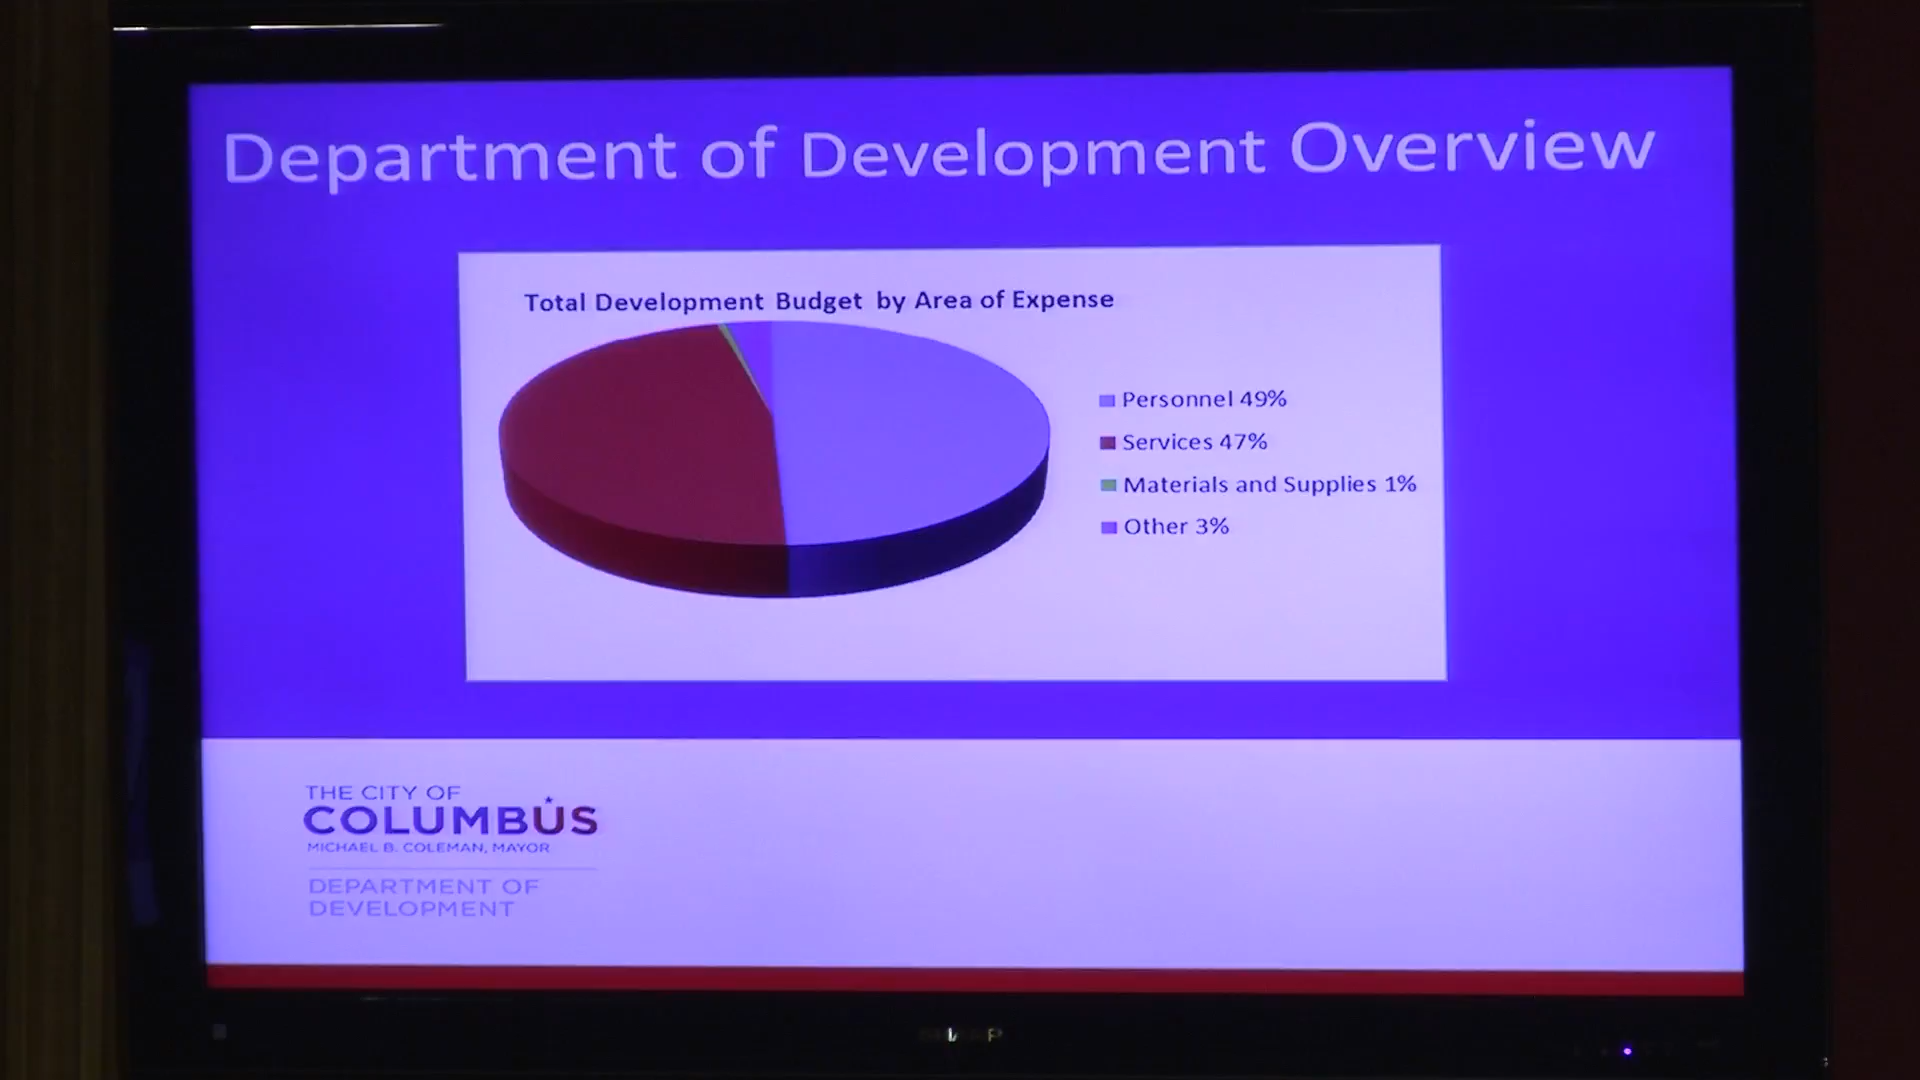 Department of Development Overview
Total Development Budget by Area of Expense
Personnel 49%
Services 47%
Materials and Supplies 1%
Other 3%
THE CITY OF
COLUMBUS
MICHAEL B. COLEMAN, MAYOR
DEPARTMENT OF
DEVELOPMENT
SHARP